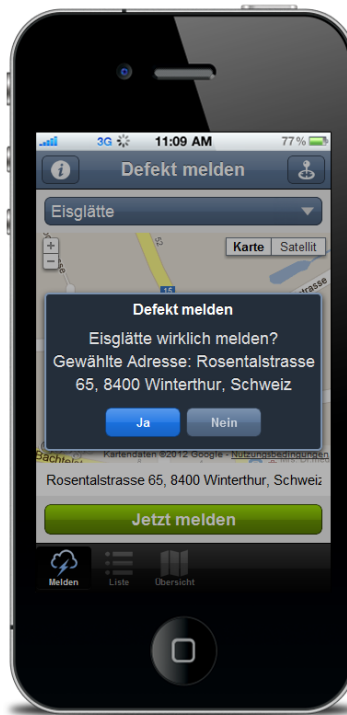 3G 11:09 AM 77%
i Defekt melden
Eisglätte
+ 52 Karte Satellit
−
15
Defekt melden
Eisglätte wirklich melden?
Gewählte Adresse: Rosentalstrasse
65, 8400 Winterthur, Schweiz
Ja Nein
Kartendaten ©2012 Google - Nutzungsbedingungen
Rosentalstrasse 65, 8400 Winterthur, Schweiz
Jetzt melden
Melden Liste Übersicht